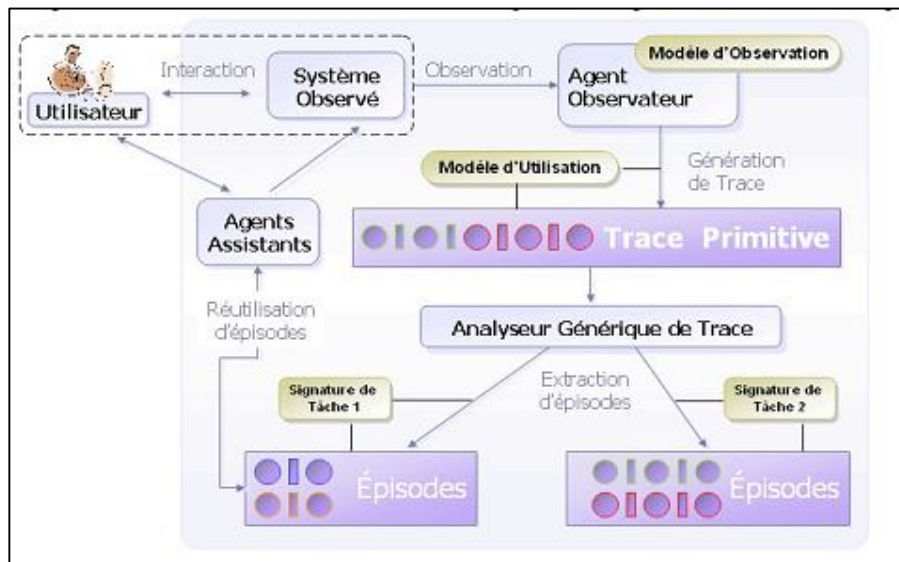 Modèle d'Observation
Interaction
Système
Observé
Observation
Agent
Observateur
Utilisateur
Modèle d'Utilisation
Génération
de Trace
Agents
Assistants
Trace Primitive
Réutilisation
d'épisodes
Analyseur Générique de Trace
Signature de
Tâche 1
Extraction
d'épisodes
Signature de
Tâche 2
Épisodes
Épisodes